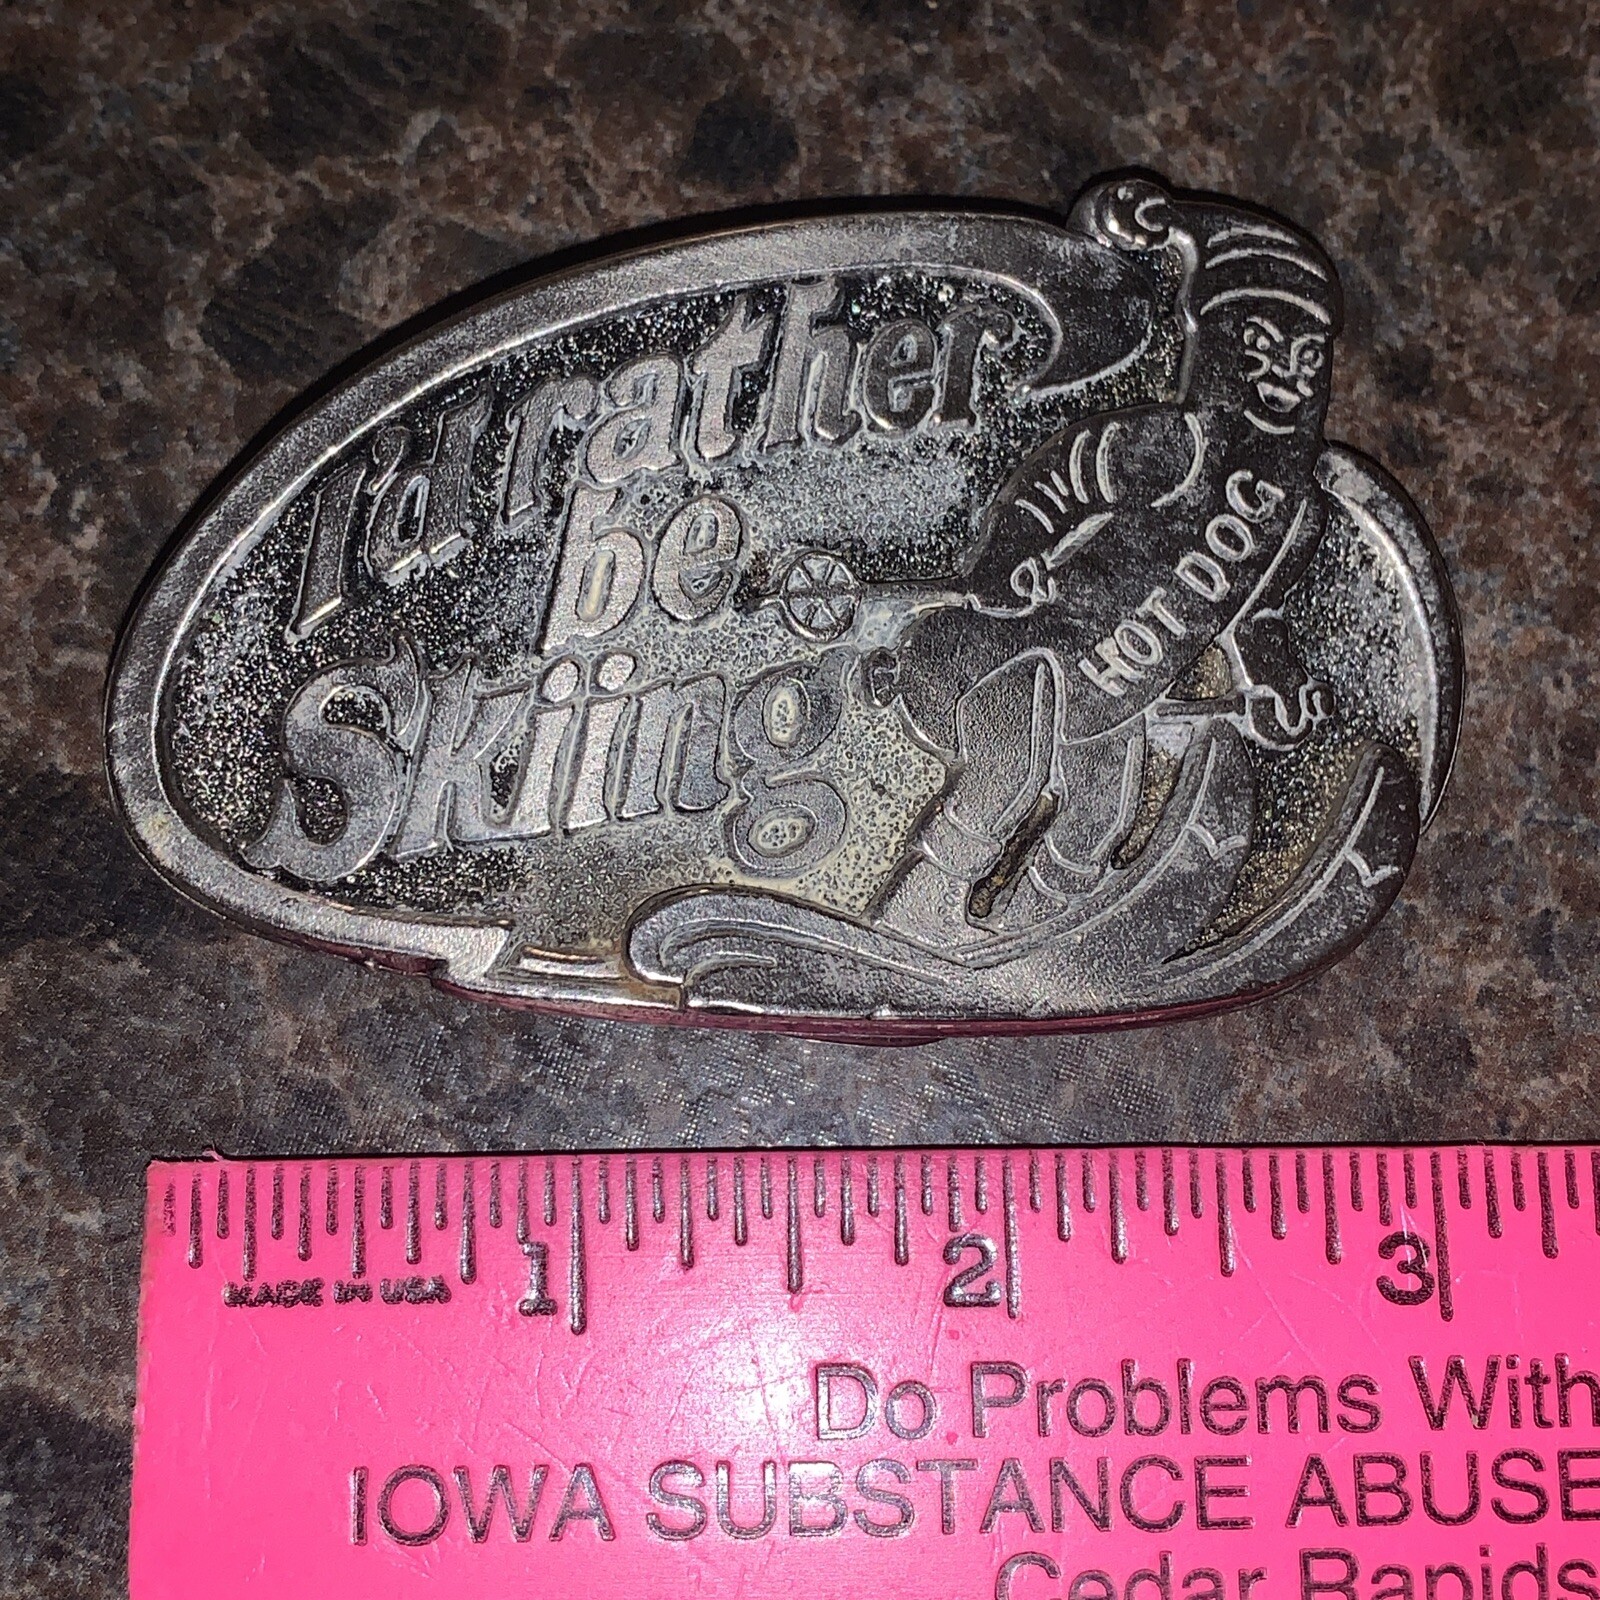 I'd rather
be
Skiing
HOT DOG
1 2 3
MADE IN USA
Do Problems With
IOWA SUBSTANCE ABUSE
Cedar Rapids